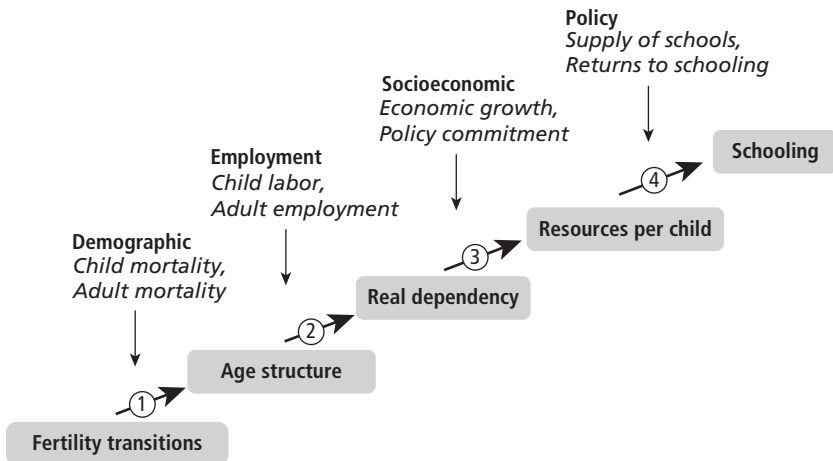 Policy
Supply of schools,
Returns to schooling
Socioeconomic
Economic growth,
Policy commitment
4
Schooling
Employment
Child labor,
Adult employment
3
Resources per child
Demographic
Child mortality,
Adult mortality
2
Real dependency
1
Age structure
Fertility transitions